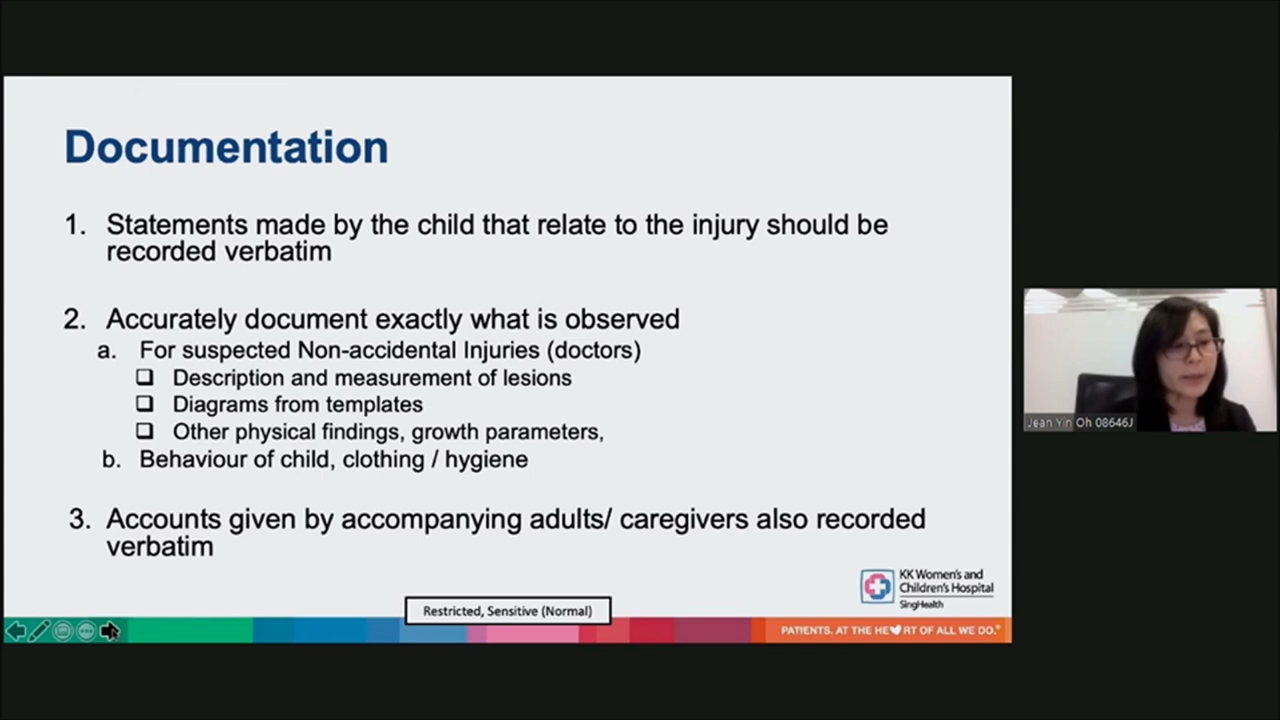 Documentation
1. Statements made by the child that relate to the injury should be
recorded verbatim
2. Accurately document exactly what is observed
a. For suspected Non-accidental Injuries (doctors)
❑ Description and measurement of lesions
❑ Diagrams from templates
❑ Other physical findings, growth parameters,
b. Behaviour of child, clothing / hygiene
3. Accounts given by accompanying adults/ caregivers also recorded
verbatim
KK Women's and
Children's Hospital
SingHealth
Restricted, Sensitive (Normal)
PATIENTS. AT THE HE♥RT OF ALL WE DO.®
Jean Yin Oh 08646J